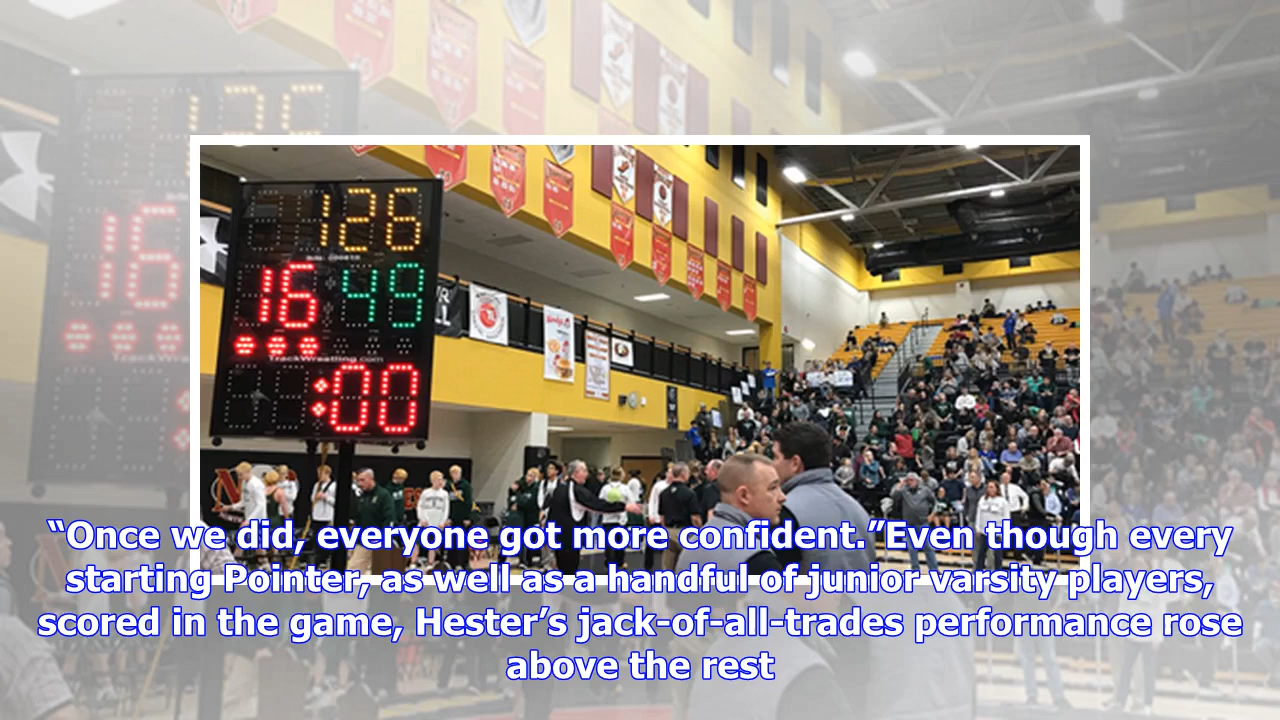 126
16 49
TrackWrestling.com
:00
“Once we did, everyone got more confident.”Even though every
starting Pointer, as well as a handful of junior varsity players,
scored in the game, Hester’s jack-of-all-trades performance rose
above the rest